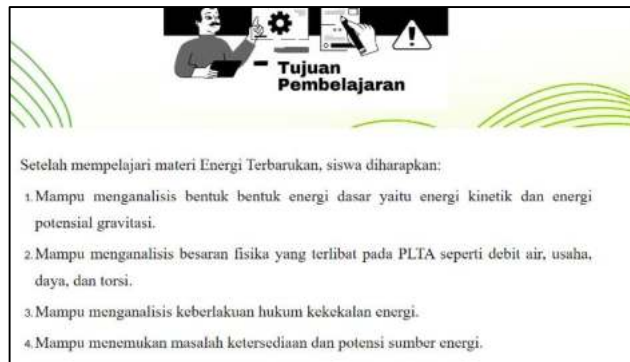 Tujuan
Pembelajaran
Setelah mempelajari materi Energi Terbarukan, siswa diharapkan:
1. Mampu menganalisis bentuk bentuk energi dasar yaitu energi kinetik dan energi
potensial gravitasi.
2. Mampu menganalisis besaran fisika yang terlibat pada PLTA seperti debit air, usaha,
daya, dan torsi.
3. Mampu menganalisis keberlakuan hukum kekekalan energi.
4. Mampu menemukan masalah ketersediaan dan potensi sumber energi.